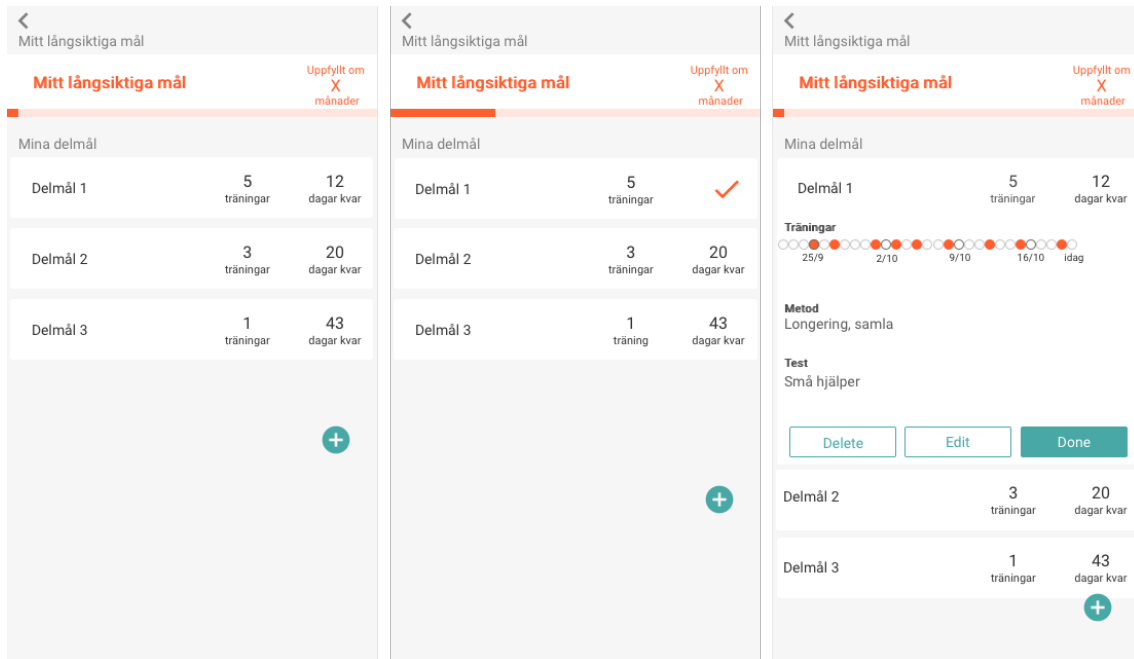 Mitt långsiktiga mål
Mitt långsiktiga mål
Uppfyllt om
X
månader
Mina delmål
Delmål 1
5
träningar
12
dagar kvar
Delmål 2
3
träningar
20
dagar kvar
Delmål 3
1
träningar
43
dagar kvar
Mitt långsiktiga mål
Mitt långsiktiga mål
Uppfyllt om
X
månader
Mina delmål
Delmål 1
5
träningar
Delmål 2
3
träningar
20
dagar kvar
Delmål 3
1
träning
43
dagar kvar
Mitt långsiktiga mål
Mitt långsiktiga mål
Uppfyllt om
X
månader
Mina delmål
Delmål 1
5
träningar
12
dagar kvar
Träningar
25/9 2/10 9/10 16/10 idag
Metod
Longering, samla
Test
Små hjälper
Delete Edit Done
Delmål 2
3
träningar
20
dagar kvar
Delmål 3
1
träningar
43
dagar kvar